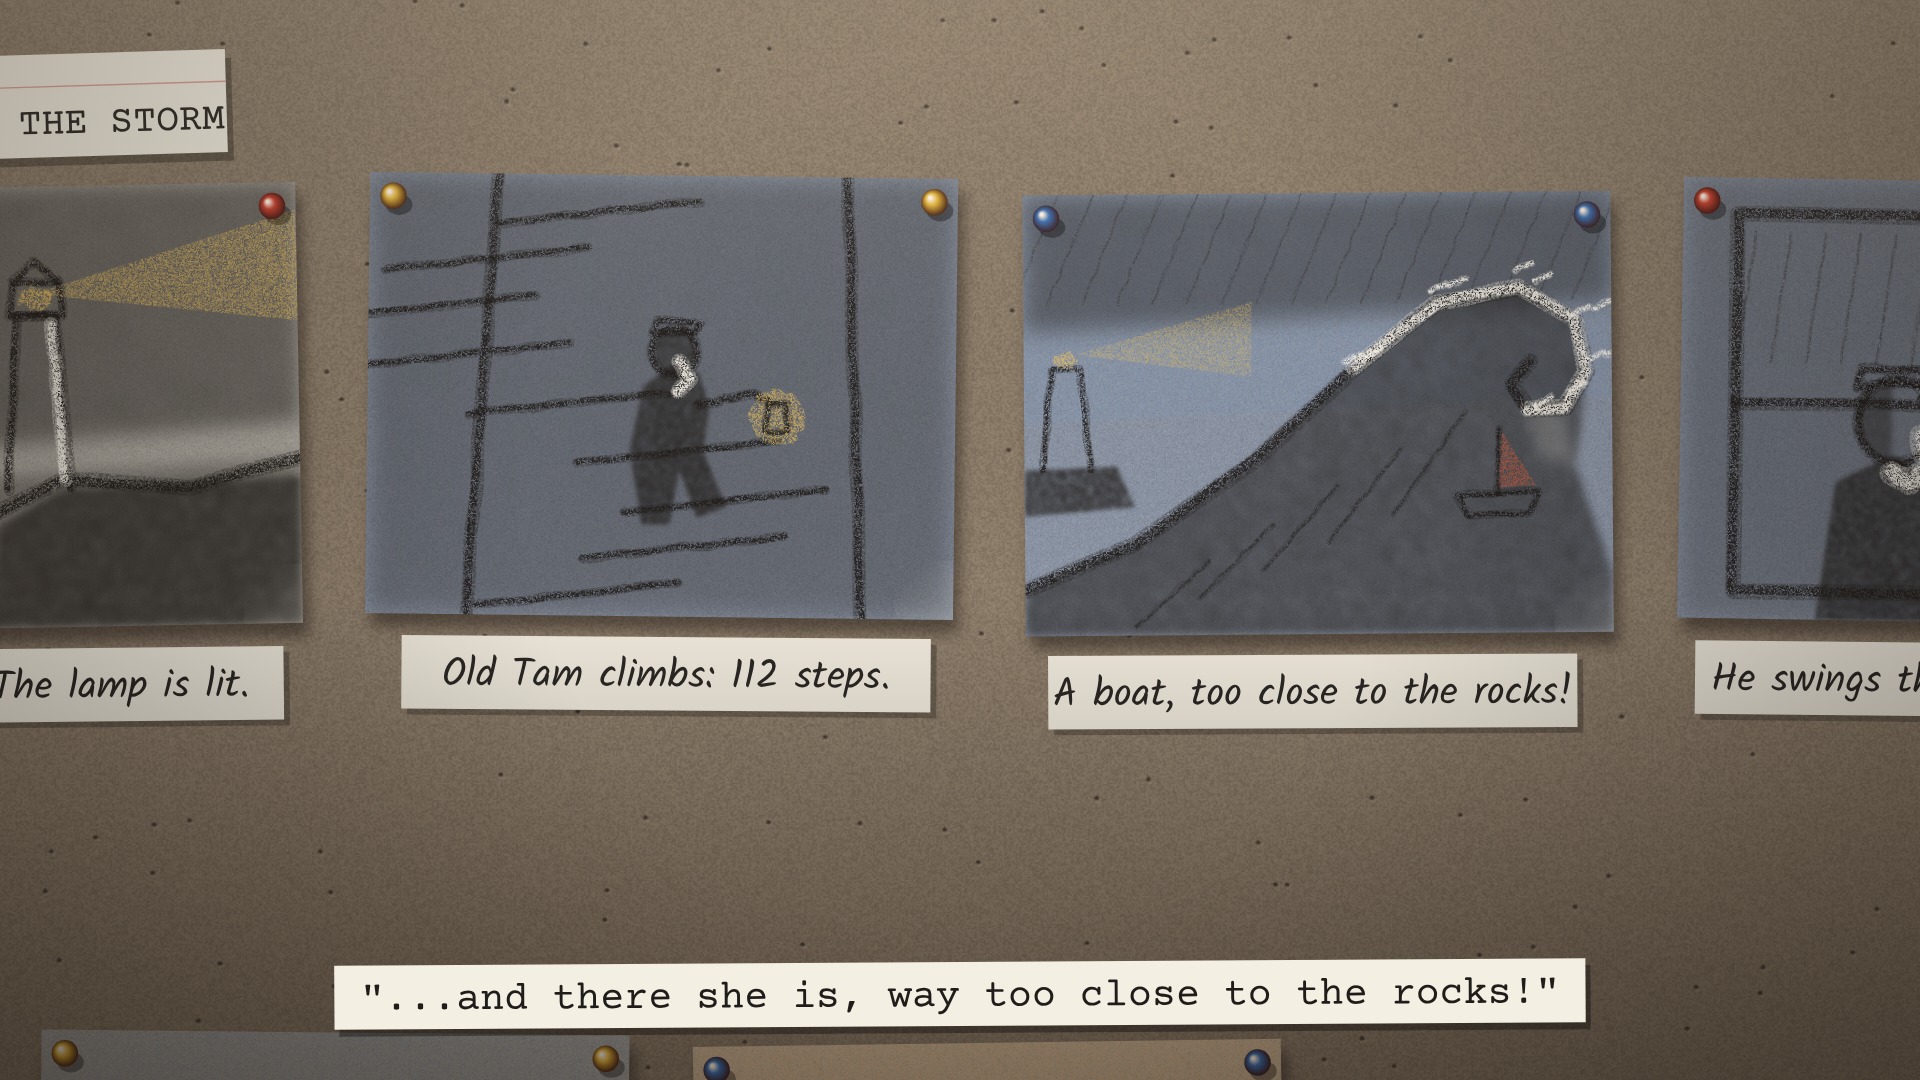 THE STORM
The lamp is lit.
Old Tam climbs: 112 steps.
A boat, too close to the rocks!
He swings
"...and there she is, way too close to the rocks!"